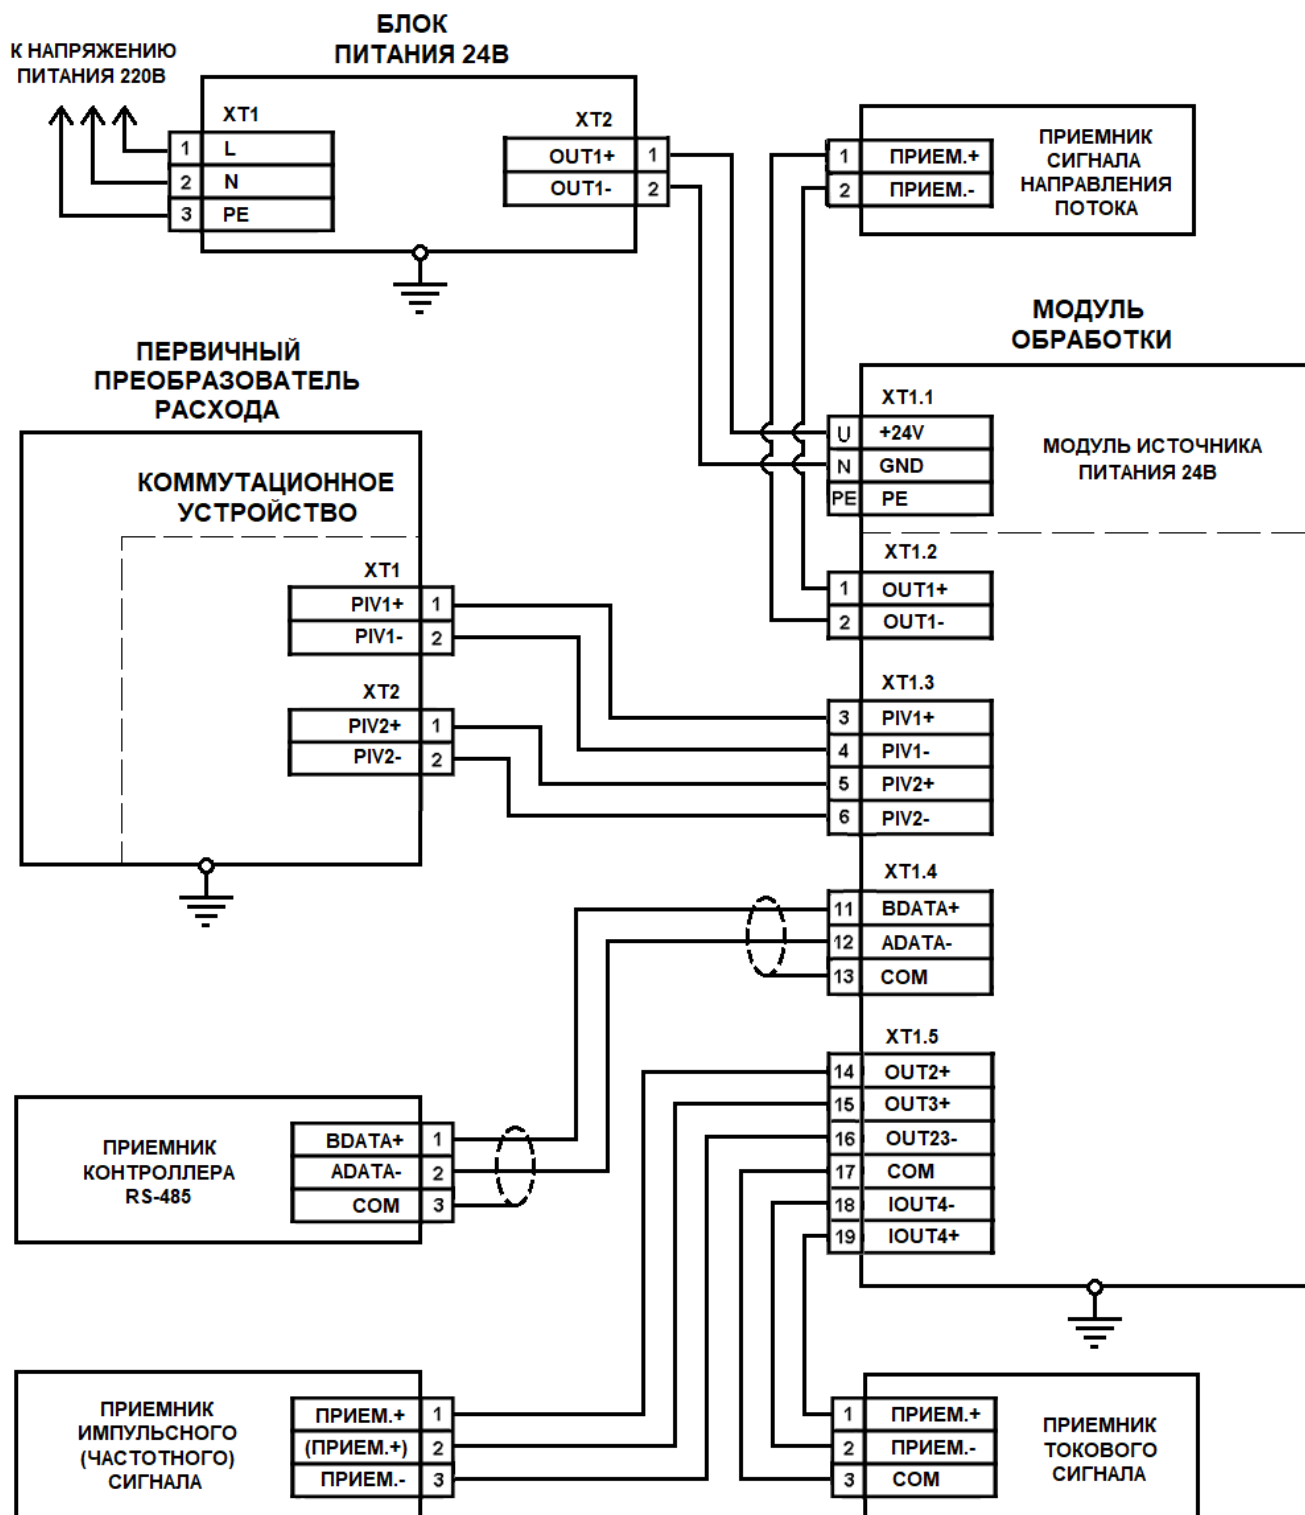 БЛОК
ПИТАНИЯ 24В
К НАПРЯЖЕНИЮ
ПИТАНИЯ 220В
XT1
1 L
2 N
3 PE
XT2
OUT1+ 1
OUT1- 2
1 ПРИЕМ.+
2 ПРИЕМ.-
ПРИЕМНИК
СИГНАЛА
НАПРАВЛЕНИЯ
ПОТОКА
МОДУЛЬ
ОБРАБОТКИ
XT1.1
U +24V
N GND
PE PE
МОДУЛЬ ИСТОЧНИКА
ПИТАНИЯ 24В
XT1.2
1 OUT1+
2 OUT1-
ПЕРВИЧНЫЙ
ПРЕОБРАЗОВАТЕЛЬ
РАСХОДА
КОММУТАЦИОННОЕ
УСТРОЙСТВО
XT1
PIV1+ 1
PIV1- 2
XT2
PIV2+ 1
PIV2- 2
XT1.3
3 PIV1+
4 PIV1-
5 PIV2+
6 PIV2-
XT1.4
11 BDATA+
12 ADATA-
13 COM
XT1.5
14 OUT2+
15 OUT3+
16 OUT23-
17 COM
18 IOUT4-
19 IOUT4+
ПРИЕМНИК
КОНТРОЛЛЕРА
RS-485
BDATA+ 1
ADATA- 2
COM 3
ПРИЕМНИК
ИМПУЛЬСНОГО
(ЧАСТОТНОГО)
СИГНАЛА
ПРИЕМ.+ 1
(ПРИЕМ.+) 2
ПРИЕМ.- 3
1 ПРИЕМ.+
2 ПРИЕМ.-
3 COM
ПРИЕМНИК
ТОКОВОГО
СИГНАЛА